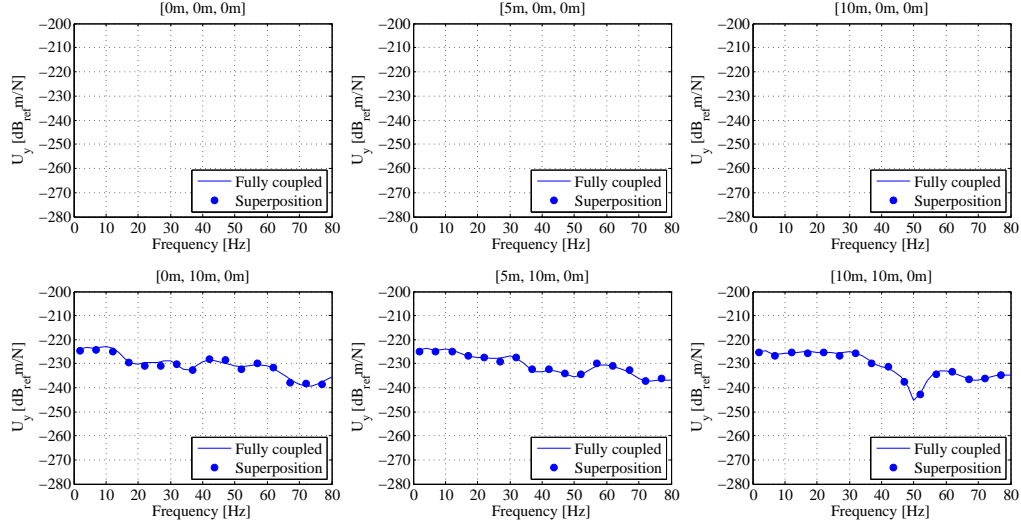 [0m, 0m, 0m]
−200
−210
−220
−230
−240
−250
−260
−270
−280
U_y [dB_ref m/N]
Fully coupled
Superposition
0 10 20 30 40 50 60 70 80
Frequency [Hz]
[5m, 0m, 0m]
−200
−210
−220
−230
−240
−250
−260
−270
−280
U_y [dB_ref m/N]
Fully coupled
Superposition
0 10 20 30 40 50 60 70 80
Frequency [Hz]
[10m, 0m, 0m]
−200
−210
−220
−230
−240
−250
−260
−270
−280
U_y [dB_ref m/N]
Fully coupled
Superposition
0 10 20 30 40 50 60 70 80
Frequency [Hz]
[0m, 10m, 0m]
−200
−210
−220
−230
−240
−250
−260
−270
−280
U_y [dB_ref m/N]
Fully coupled
Superposition
0 10 20 30 40 50 60 70 80
Frequency [Hz]
[5m, 10m, 0m]
−200
−210
−220
−230
−240
−250
−260
−270
−280
U_y [dB_ref m/N]
Fully coupled
Superposition
0 10 20 30 40 50 60 70 80
Frequency [Hz]
[10m, 10m, 0m]
−200
−210
−220
−230
−240
−250
−260
−270
−280
U_y [dB_ref m/N]
Fully coupled
Superposition
0 10 20 30 40 50 60 70 80
Frequency [Hz]